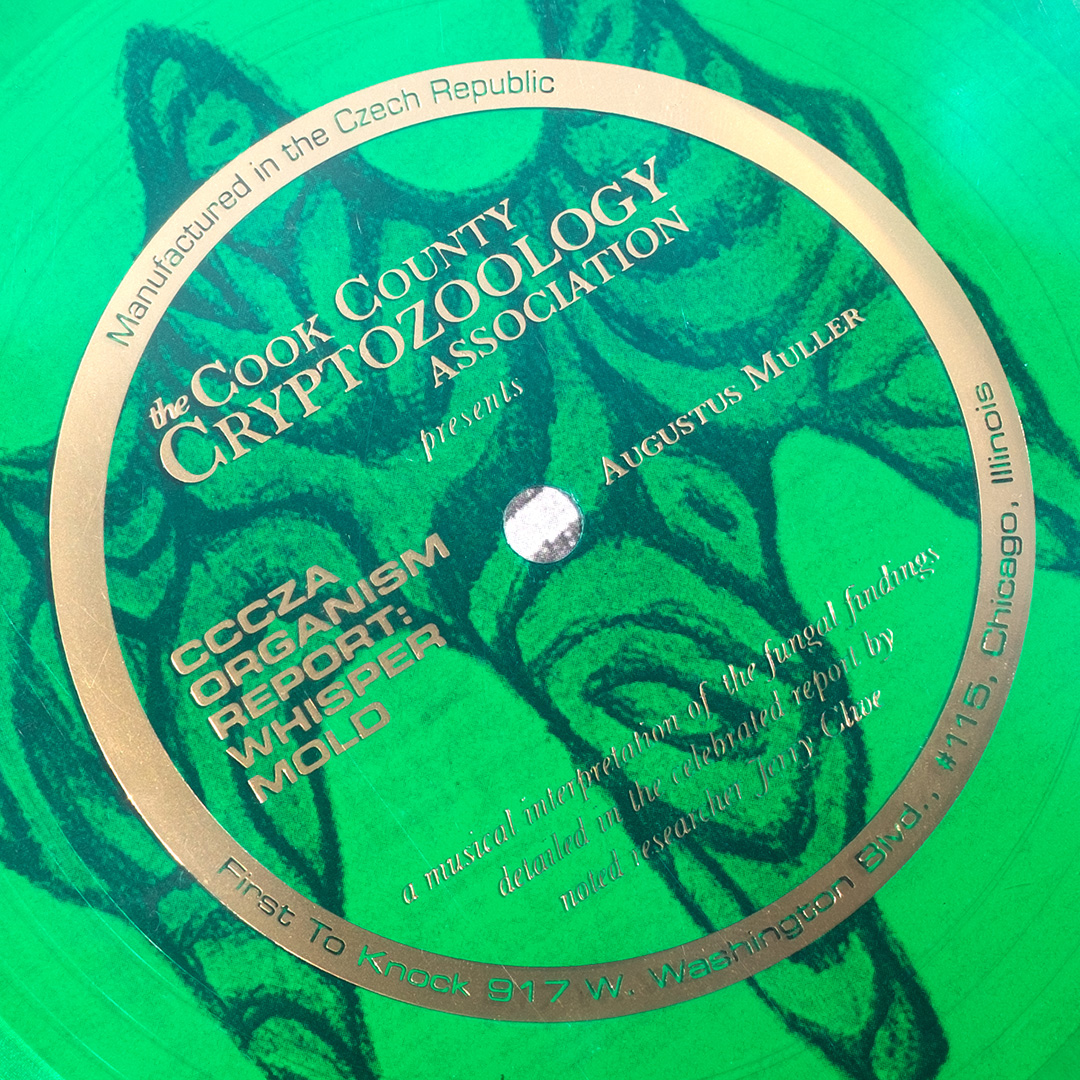 Manufactured in the Czech Republic
the COOK COUNTY
CRYPTOZOOLOGY
ASSOCIATION
presents
AUGUSTUS MULLER
CCCZA
ORGANISM
REPORT:
WHISPER
MOLD
a musical interpretation of the fungal findings
detailed in the celebrated report by
noted researcher Jerry Clive
First To Knock 917 W. Washington Blvd., #115, Chicago, Illinois